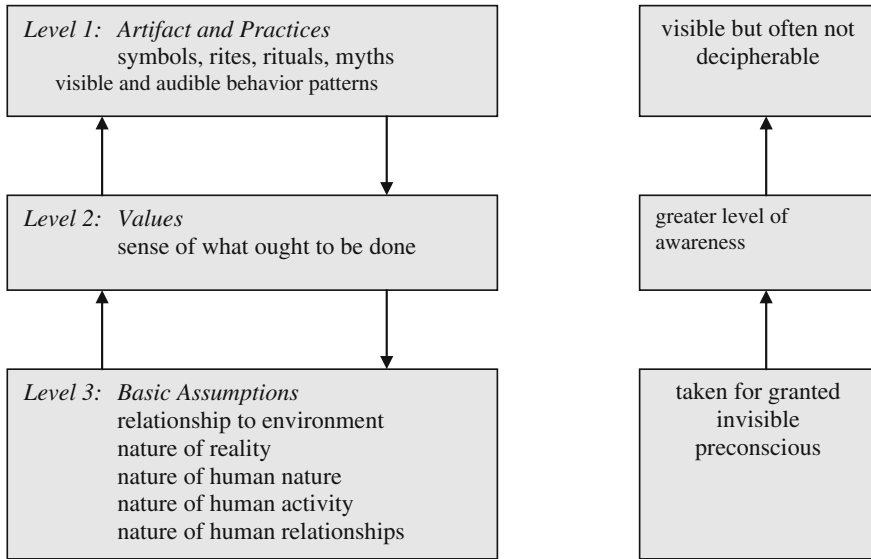 Level 1: Artifact and Practices
symbols, rites, rituals, myths
visible and audible behavior patterns
visible but often not
decipherable
Level 2: Values
sense of what ought to be done
greater level of
awareness
Level 3: Basic Assumptions
relationship to environment
nature of reality
nature of human nature
nature of human activity
nature of human relationships
taken for granted
invisible
preconscious